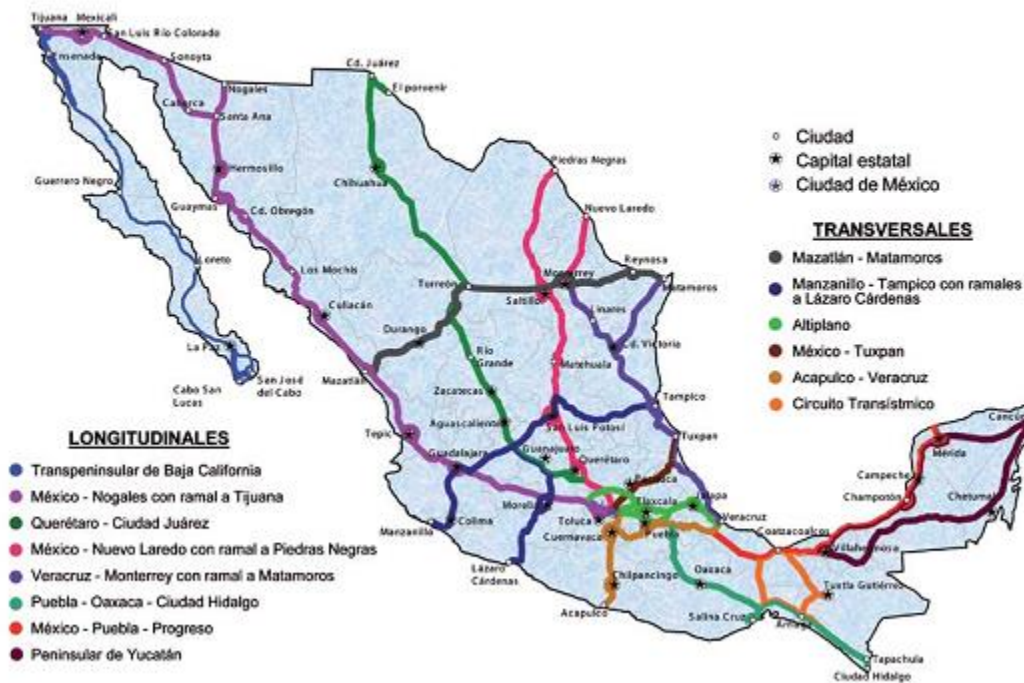 Tijuana Mexicali
San Luis Río Colorado
Ensenada
Sonoyta
Nogales
Caborca
Santa Ana
Cd. Juárez
El porvenir
Hermosillo
Chihuahua
Piedras Negras
Guerrero Negro
Guaymas
Cd. Obregón
Nuevo Laredo
Loreto
Los Mochis
Torreón
Monterrey
Reynosa
Saltillo
Matamoros
Culiacán
Linares
La Paz
Durango
Cd. Victoria
Río
Grande
Matehuala
Cabo San
Lucas
San José
del Cabo
Mazatlán
Zacatecas
Tampico
Aguascalientes
San Luis Potosí
Tepic
Guadalajara
Guanajuato
Querétaro
Tuxpan
Pachuca
Morelia
Tlaxcala
Jalapa
Manzanillo
Colima
Toluca
Cuernavaca
Puebla
Veracruz
Coatzacoalcos
Lázaro
Cárdenas
Chilpancingo
Oaxaca
Acapulco
Salina Cruz
Arriaga
Tuxtla Gutiérrez
Villahermosa
Tapachula
Ciudad Hidalgo
Champotón
Campeche
Mérida
Cancún
Chetumal
Ciudad
Capital estatal
Ciudad de México
TRANSVERSALES
Mazatlán - Matamoros
Manzanillo - Tampico con ramales
a Lázaro Cárdenas
Altiplano
México - Tuxpan
Acapulco - Veracruz
Circuito Transístmico
LONGITUDINALES
Transpeninsular de Baja California
México - Nogales con ramal a Tijuana
Querétaro - Ciudad Juárez
México - Nuevo Laredo con ramal a Piedras Negras
Veracruz - Monterrey con ramal a Matamoros
Puebla - Oaxaca - Ciudad Hidalgo
México - Puebla - Progreso
Peninsular de Yucatán